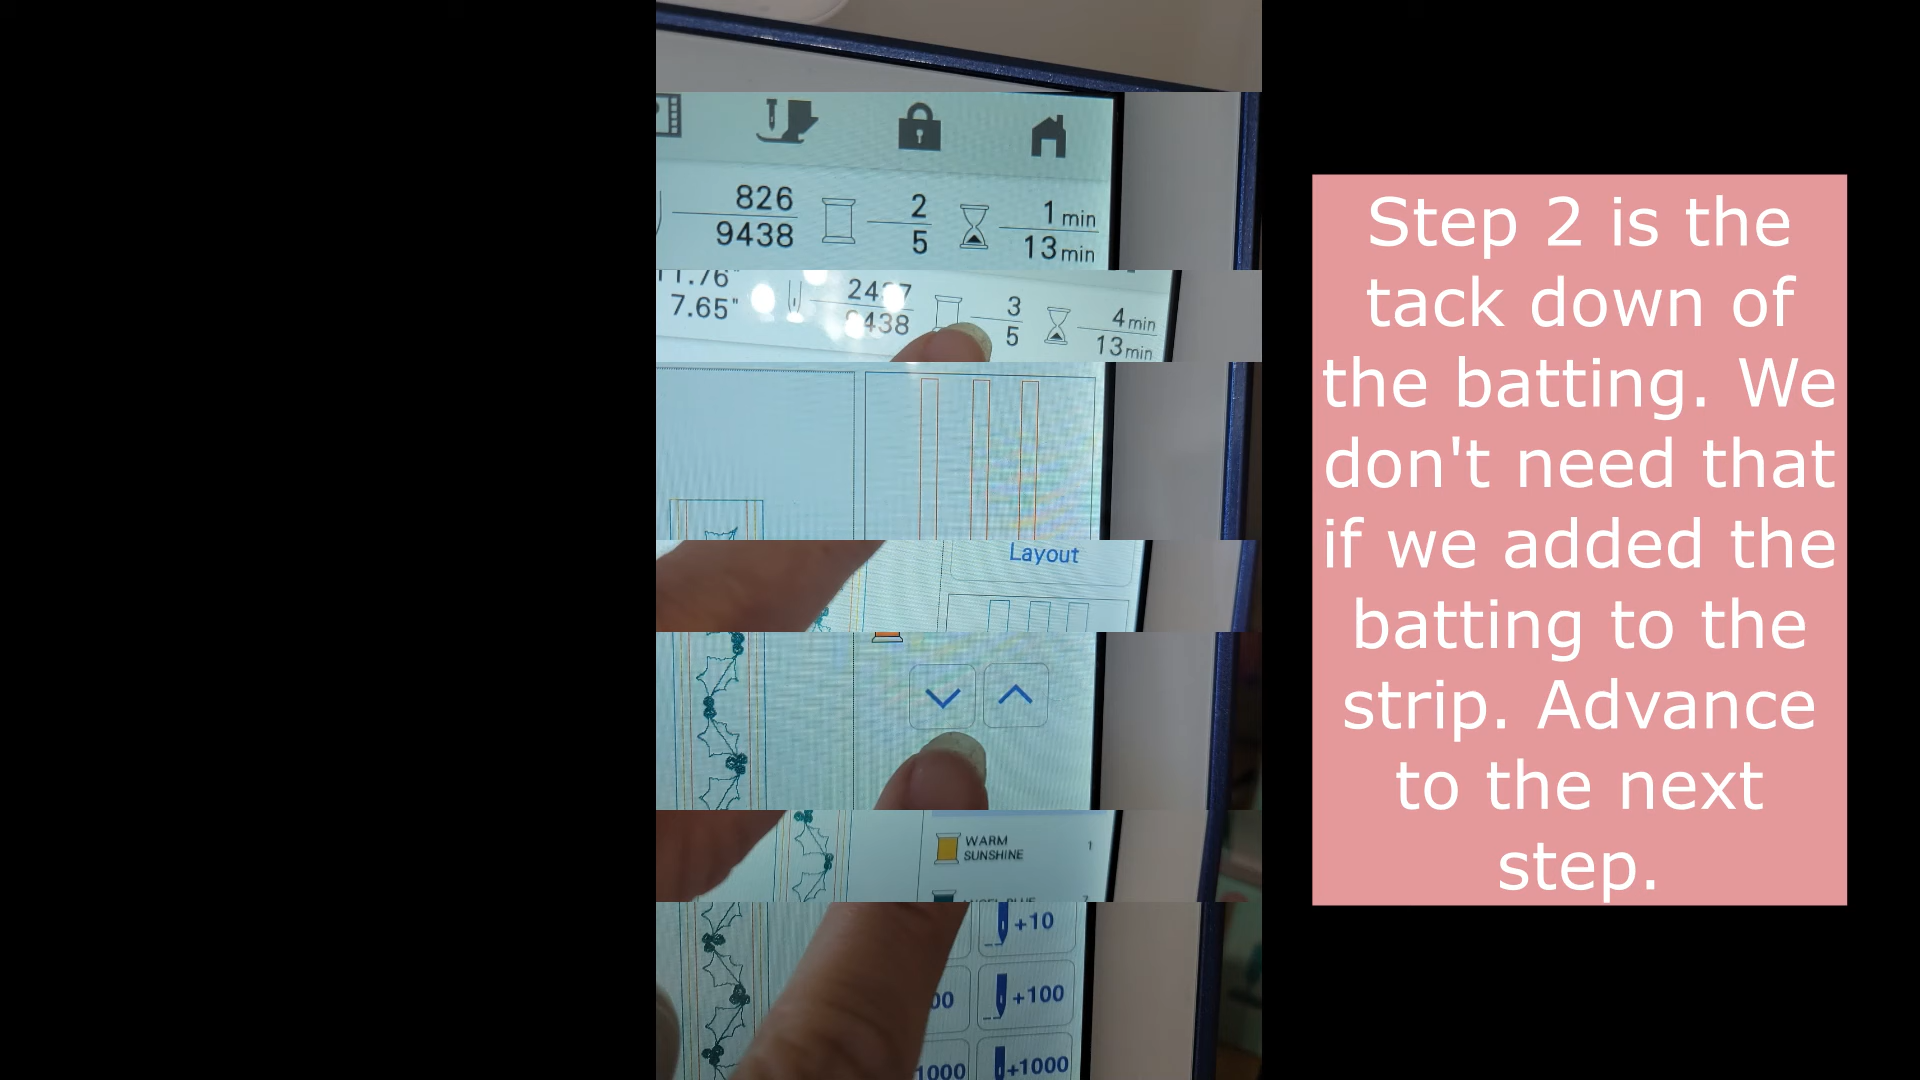 826 2 1 min
9438 5 13 min
7.65" 3 4 min
5 13 min
Layout
WARM
SUNSHINE 1
+10
+100
1000 +1000
Step 2 is the
tack down of
the batting. We
don't need that
if we added the
batting to the
strip. Advance
to the next
step.